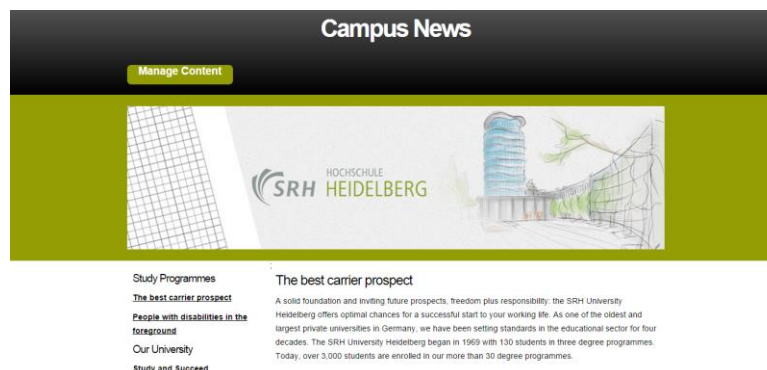 Campus News
Manage Content
HOCHSCHULE
SRH HEIDELBERG
Study Programmes
The best carrier prospect
People with disabilities in the
foreground
Our University
Study and Succeed
:
The best carrier prospect
A solid foundation and inviting future prospects, freedom plus responsibility: the SRH University
Heidelberg offers optimal chances for a successful start to your working life. As one of the oldest and
largest private universities in Germany, we have been setting standards in the educational sector for four
decades. The SRH University Heidelberg began in 1969 with 130 students in three degree programmes.
Today, over 3,000 students are enrolled in our more than 30 degree programmes.